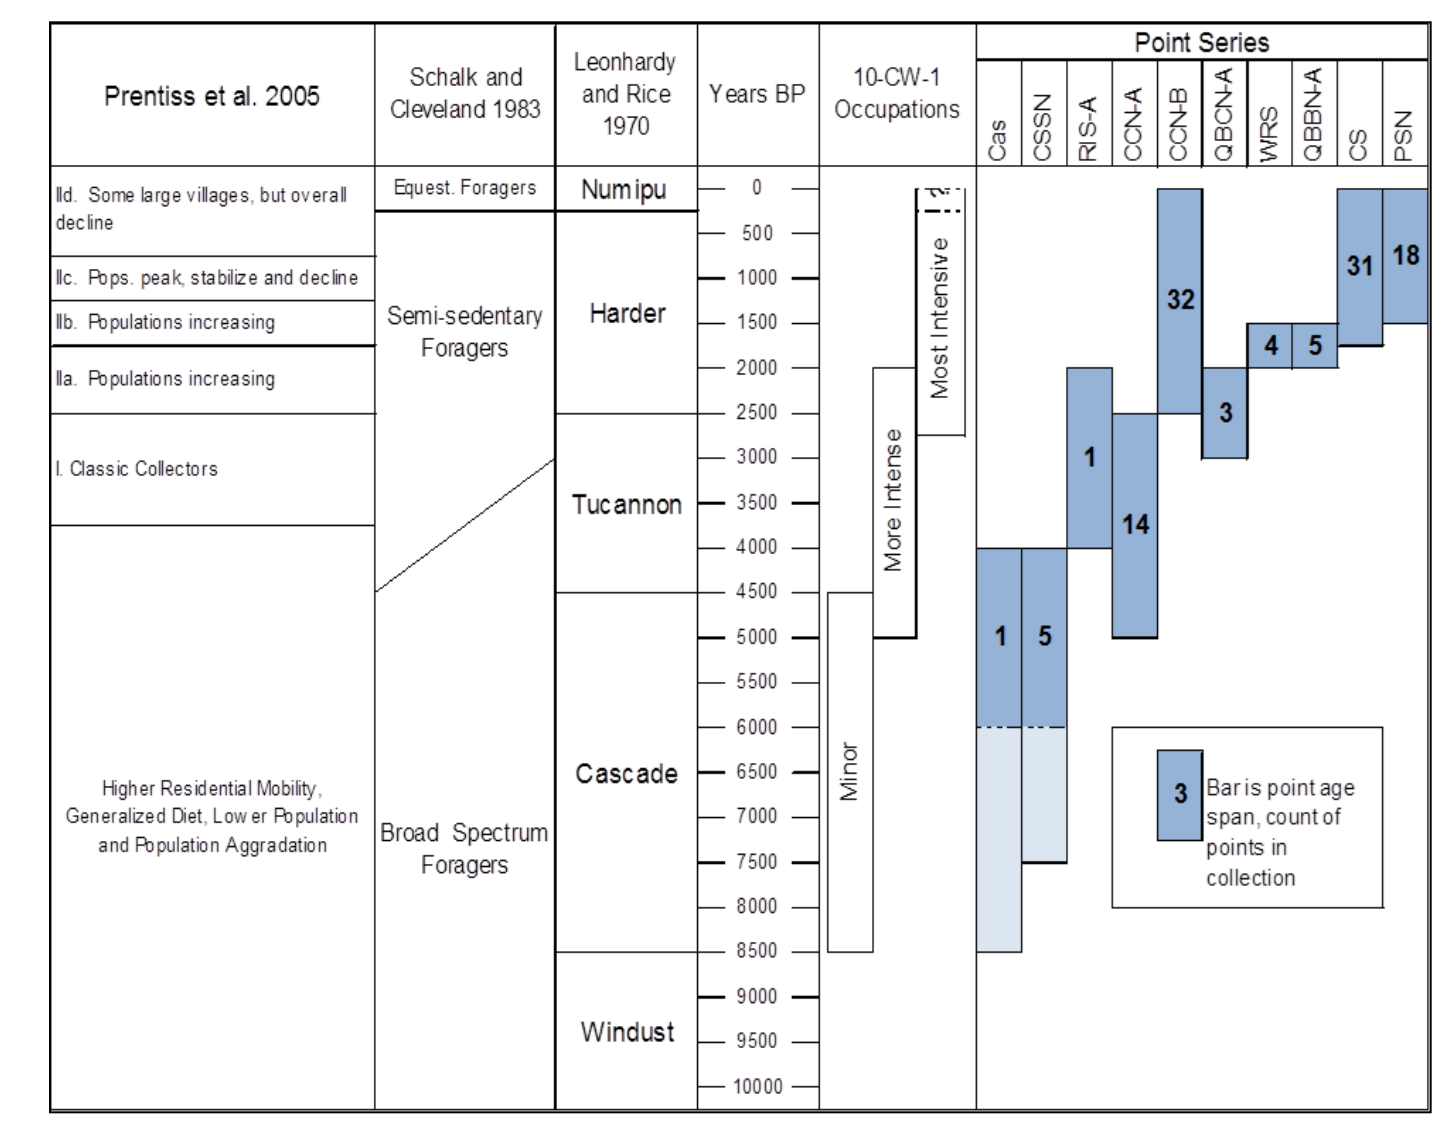 Prentiss et al. 2005
Schalk and
Cleveland 1983
Leonhardy
and Rice
1970
Years BP
10-CW-1
Occupations
Point Series
Cas
CSSN
RIS-A
CCN-A
CCN-B
QBCN-A
WRS
QBBN-A
CS
PSN
IId. Some large villages, but overall
decline
IIc. Pops. peak, stabilize and decline
IIb. Populations increasing
IIa. Populations increasing
I. Classic Collectors
Higher Residential Mobility,
Generalized Diet, Lower Population
and Population Aggradation
Equest. Foragers
Semi-sedentary
Foragers
Broad Spectrum
Foragers
Numipu
Harder
Tucannon
Cascade
Windust
0
500
1000
1500
2000
2500
3000
3500
4000
4500
5000
5500
6000
6500
7000
7500
8000
8500
9000
9500
10000
Minor
More Intense
Most Intensive
?
1
5
1
14
32
3
4
5
31
18
3
Bar is point age
span, count of
points in
collection